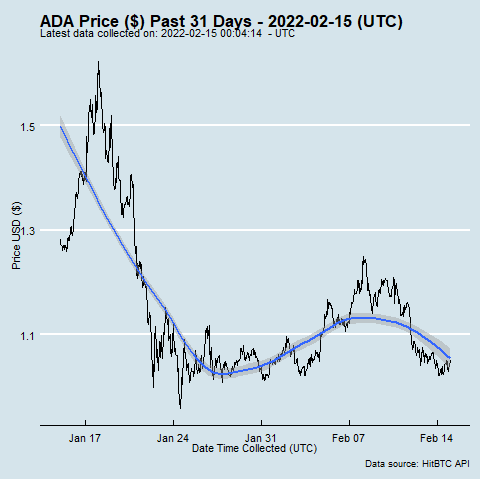 ADA Price ($) Past 31 Days - 2022-02-15 (UTC)
Latest data collected on: 2022-02-15 00:04:14 - UTC
Price USD ($)
1.5
1.3
1.1
Jan 17 Jan 24 Jan 31 Feb 07 Feb 14
Date Time Collected (UTC)
Data source: HitBTC API